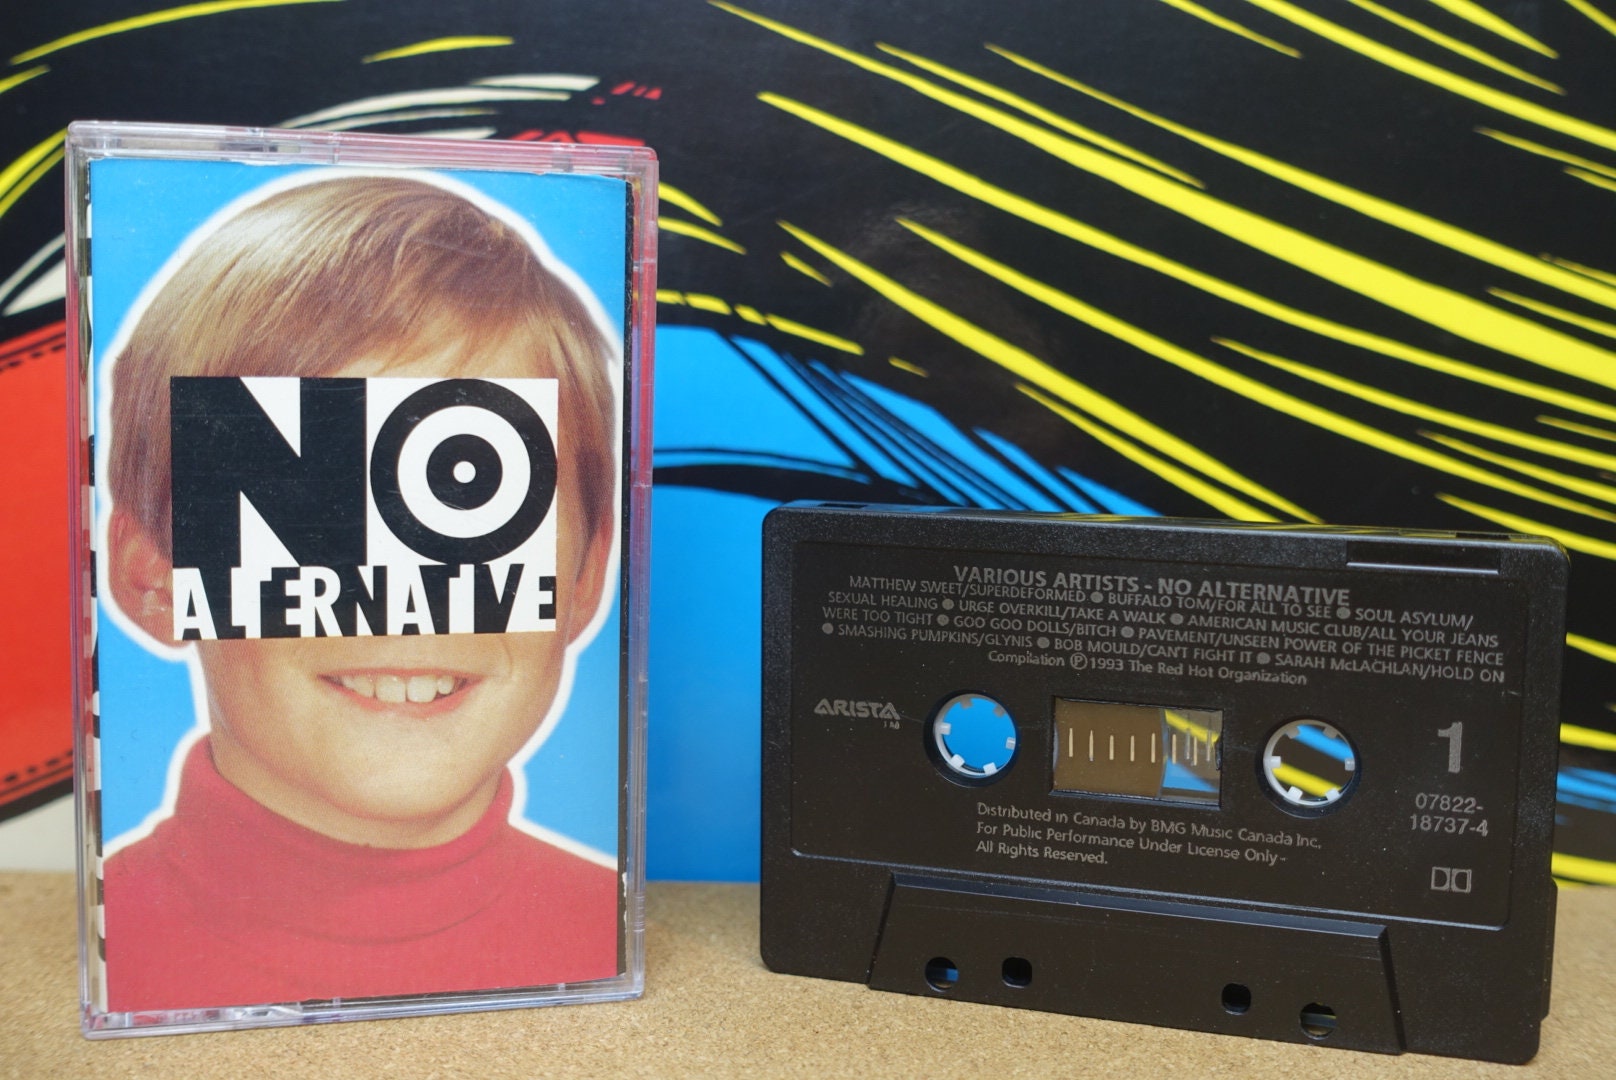 NO
ALTERNATIVE
VARIOUS ARTISTS - NO ALTERNATIVE
MATTHEW SWEET/SUPERDEFORMED ● BUFFALO TOM/FOR ALL TO SEE ● SOUL ASYLUM/
SEXUAL HEALING ● URGE OVERKILL/TAKE A WALK ● AMERICAN MUSIC CLUB/ALL YOUR JEANS
WERE TOO TIGHT ● GOO GOO DOLLS/BITCH ● PAVEMENT/UNSEEN POWER OF THE PICKET FENCE
● SMASHING PUMPKINS/GLYNIS ● BOB MOULD/CAN'T FIGHT IT ● SARAH McLACHLAN/HOLD ON
Compilation Ⓟ 1993 The Red Hot Organization
ARISTA
1
07822-
18737-4
Distributed in Canada by BMG Music Canada Inc.
For Public Performance Under License Only-
All Rights Reserved.